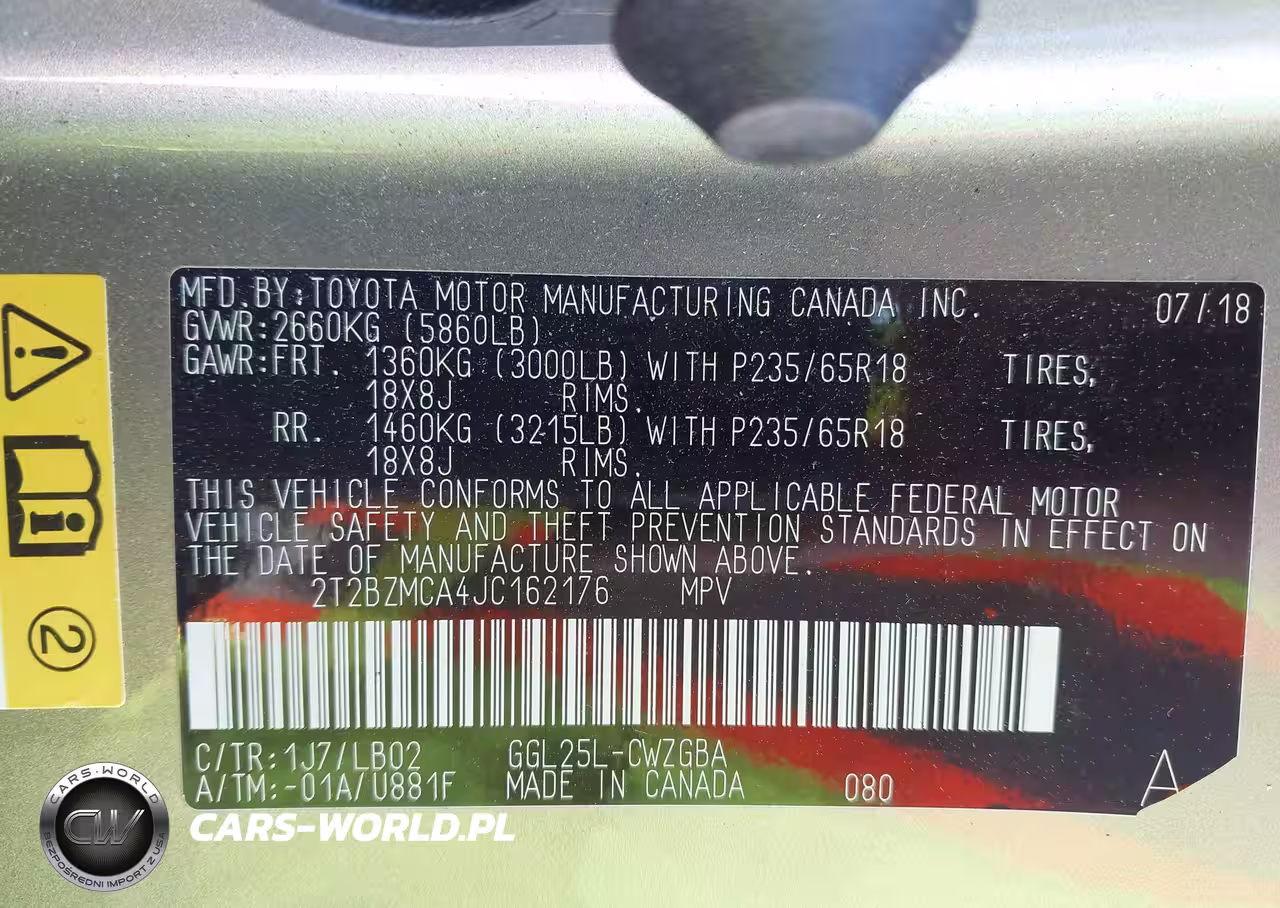 MFD.BY:TOYOTA MOTOR MANUFACTURING CANADA INC. 07/18
GVWR:2660KG (5860LB)
GAWR:FRT. 1360KG (3000LB) WITH P235/65R18 TIRES,
18X8J RIMS.
RR. 1460KG (3215LB) WITH P235/65R18 TIRES,
18X8J RIMS.
THIS VEHICLE CONFORMS TO ALL APPLICABLE FEDERAL MOTOR
VEHICLE SAFETY AND THEFT PREVENTION STANDARDS IN EFFECT ON
THE DATE OF MANUFACTURE SHOWN ABOVE.
2T2BZMCA4JC162176 MPV
C/TR:1J7/LB02 GGL25L-CWZGBA
A/TM:-01A/U881F MADE IN CANADA 080
A
2
CARS-WORLD
CW
BEZPOŚREDNI IMPORT Z USA
CARS-WORLD.PL